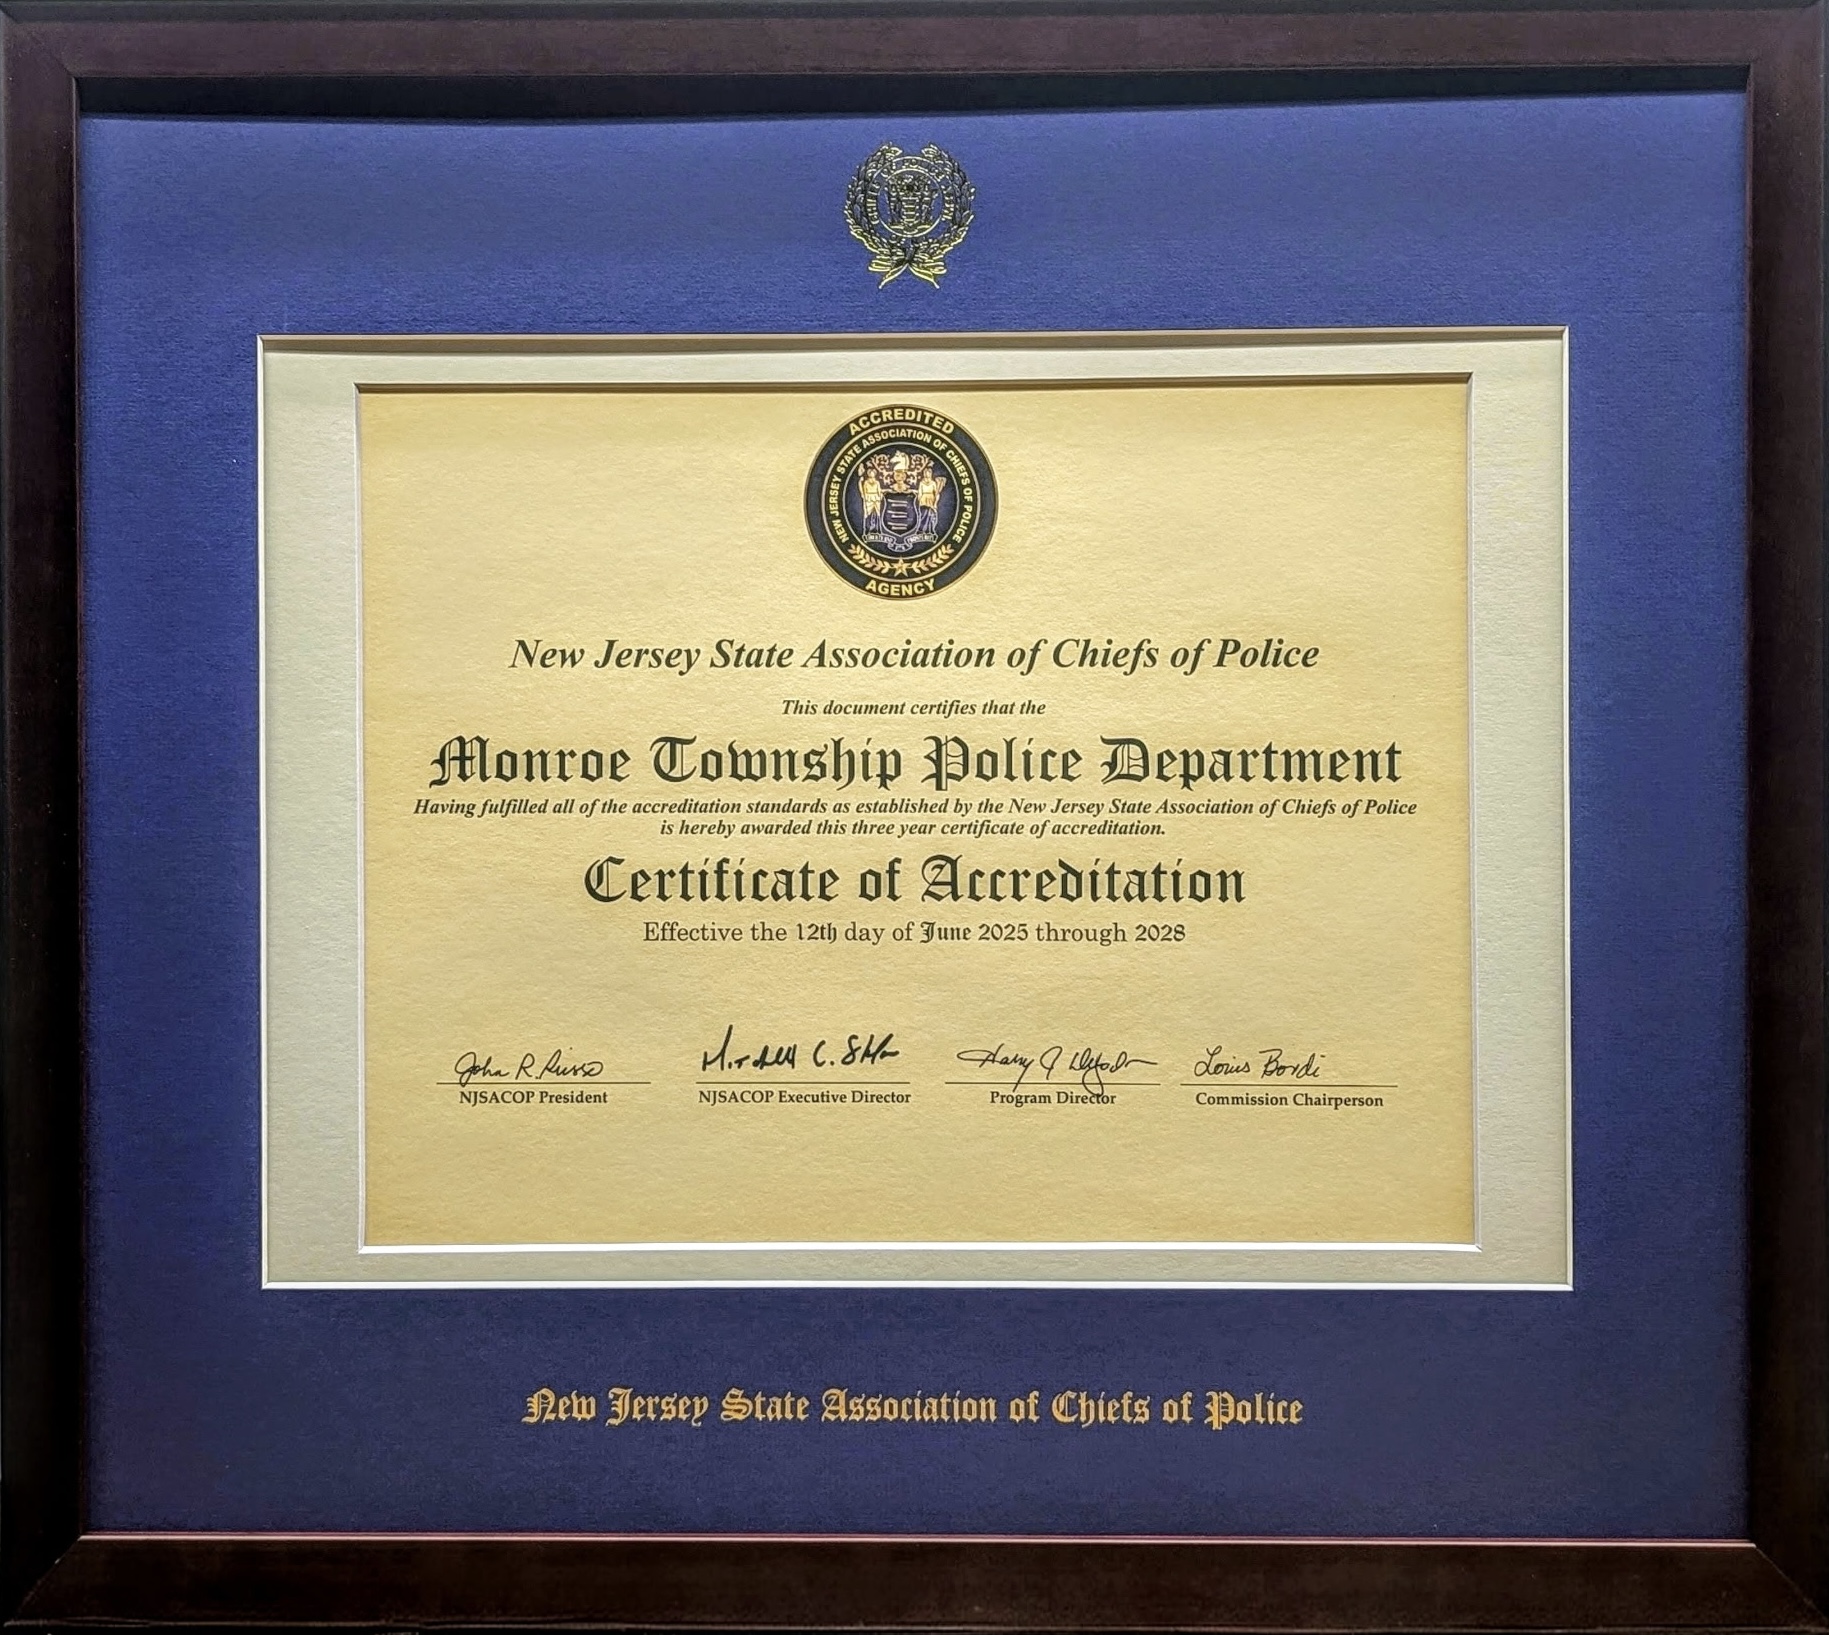 ACCREDITED
NEW JERSEY STATE ASSOCIATION OF CHIEFS OF POLICE
AGENCY
New Jersey State Association of Chiefs of Police
This document certifies that the
Monroe Township Police Department
Having fulfilled all of the accreditation standards as established by the New Jersey State Association of Chiefs of Police
is hereby awarded this three year certificate of accreditation.
Certificate of Accreditation
Effective the 12th day of June 2025 through 2028
John R. Russo
Louis Bordi
NJSACOP President
NJSACOP Executive Director
Program Director
Commission Chairperson
New Jersey State Association of Chiefs of Police